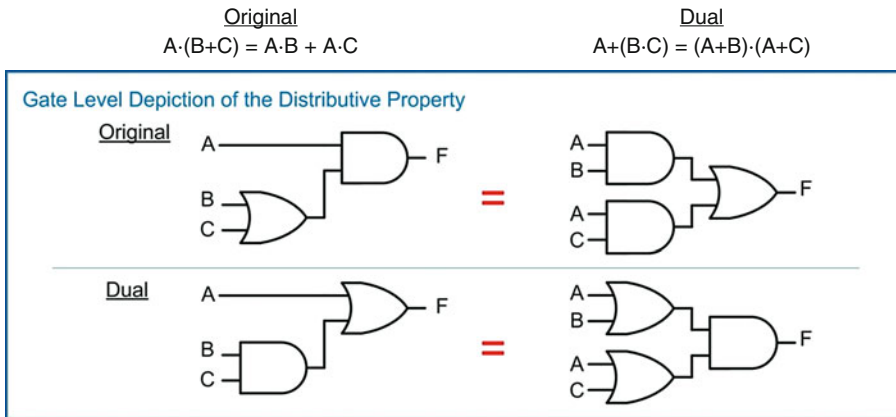 Original
A·(B+C) = A·B + A·C
Dual
A+(B·C) = (A+B)·(A+C)
Gate Level Depiction of the Distributive Property
Original
A
B
C
F
=
A
B
A
C
F
Dual
A
B
C
F
=
A
B
A
C
F